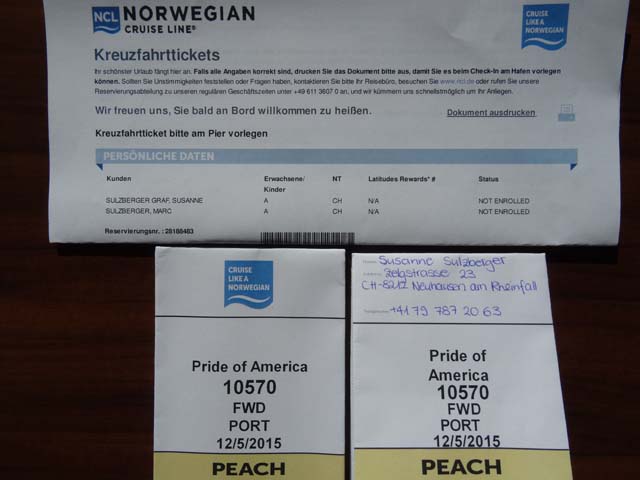 NCL NORWEGIAN
CRUISE LINE®
CRUISE
LIKE A
NORWEGIAN
Kreuzfahrttickets
Ihr schönster Urlaub fängt hier an. Falls alle Angaben korrekt sind, drucken Sie das Dokument bitte aus, damit Sie es beim Check-In am Hafen vorlegen
können. Sollten Sie Unstimmigkeiten feststellen oder Fragen haben, kontaktieren Sie bitte Ihr Reisebüro, besuchen Sie www.ncl.de oder rufen Sie unsere
Reservierungsabteilung zu unseren regulären Geschäftszeiten unter +49 611 3607 0 an, und wir kümmern uns schnellstmöglich um Ihr Anliegen.
Wir freuen uns, Sie bald an Bord willkommen zu heißen.
Dokument ausdrucken
Kreuzfahrtticket bitte am Pier vorlegen
PERSÖNLICHE DATEN
Kunden Erwachsene/ Kinder NT Latitudes Rewards* # Status
SULZBERGER GRAF, SUSANNE A CH N/A NOT ENROLLED
SULZBERGER, MARC A CH N/A NOT ENROLLED
Reservierungsnr. : 28188483
CRUISE
LIKE A
NORWEGIAN
Pride of America
10570
FWD
PORT
12/5/2015
PEACH
Susanne Sulzberger
Zelgstrasse 23
CH-8212 Neuhausen am Rheinfall
+41 79 787 20 63
Pride of
America
10570
FWD
PORT
12/5/2015
PEACH